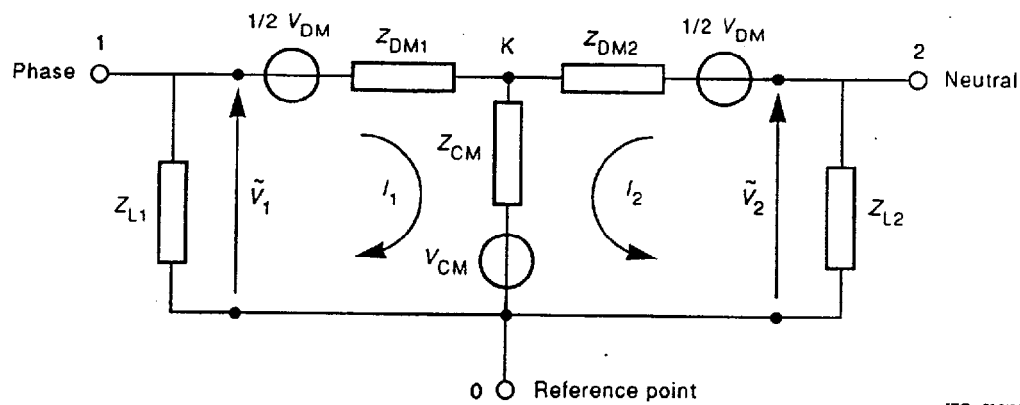 1/2 V_DM
1/2 V_DM
1
Z_DM1
K
Z_DM2
2
Phase
Neutral
Z_CM
Z_L1
Ṽ_1
I_1
I_2
Ṽ_2
Z_L2
V_CM
0
Reference point